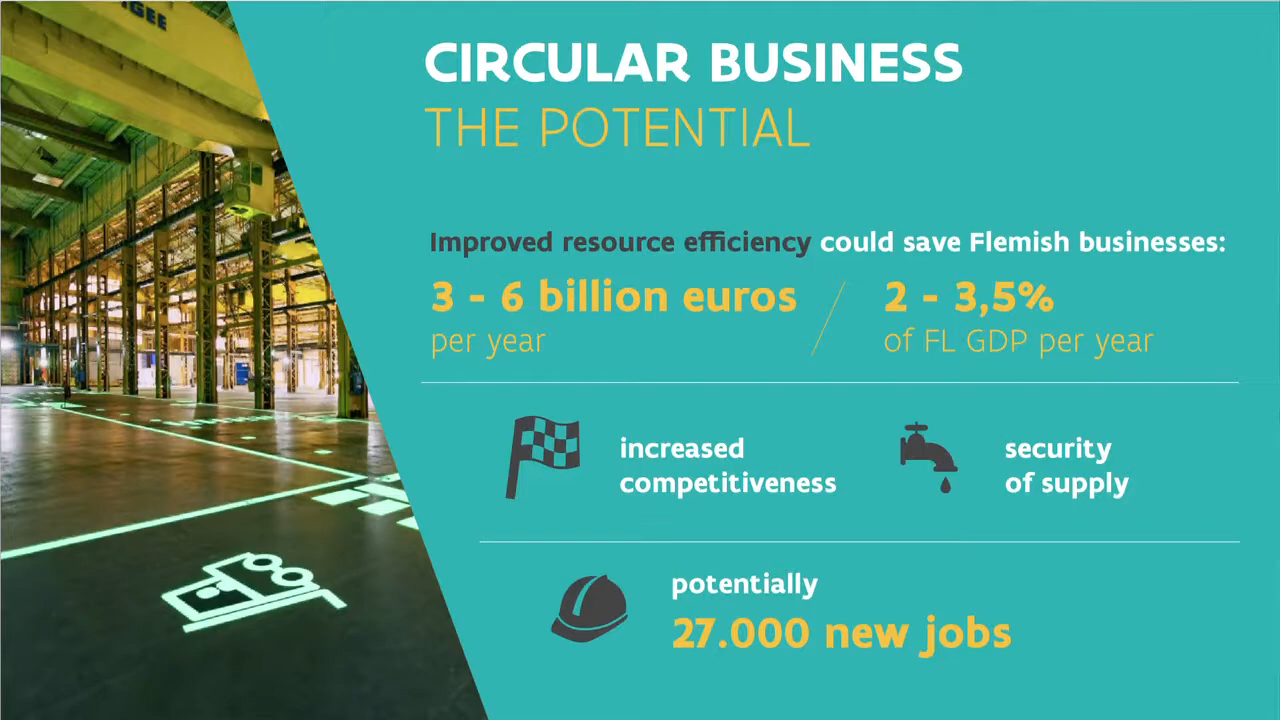 CIRCULAR BUSINESS
THE POTENTIAL
Improved resource efficiency could save Flemish businesses:
3 - 6 billion euros
per year
2 - 3,5%
of FL GDP per year
increased
competitiveness
security
of supply
potentially
27.000 new jobs